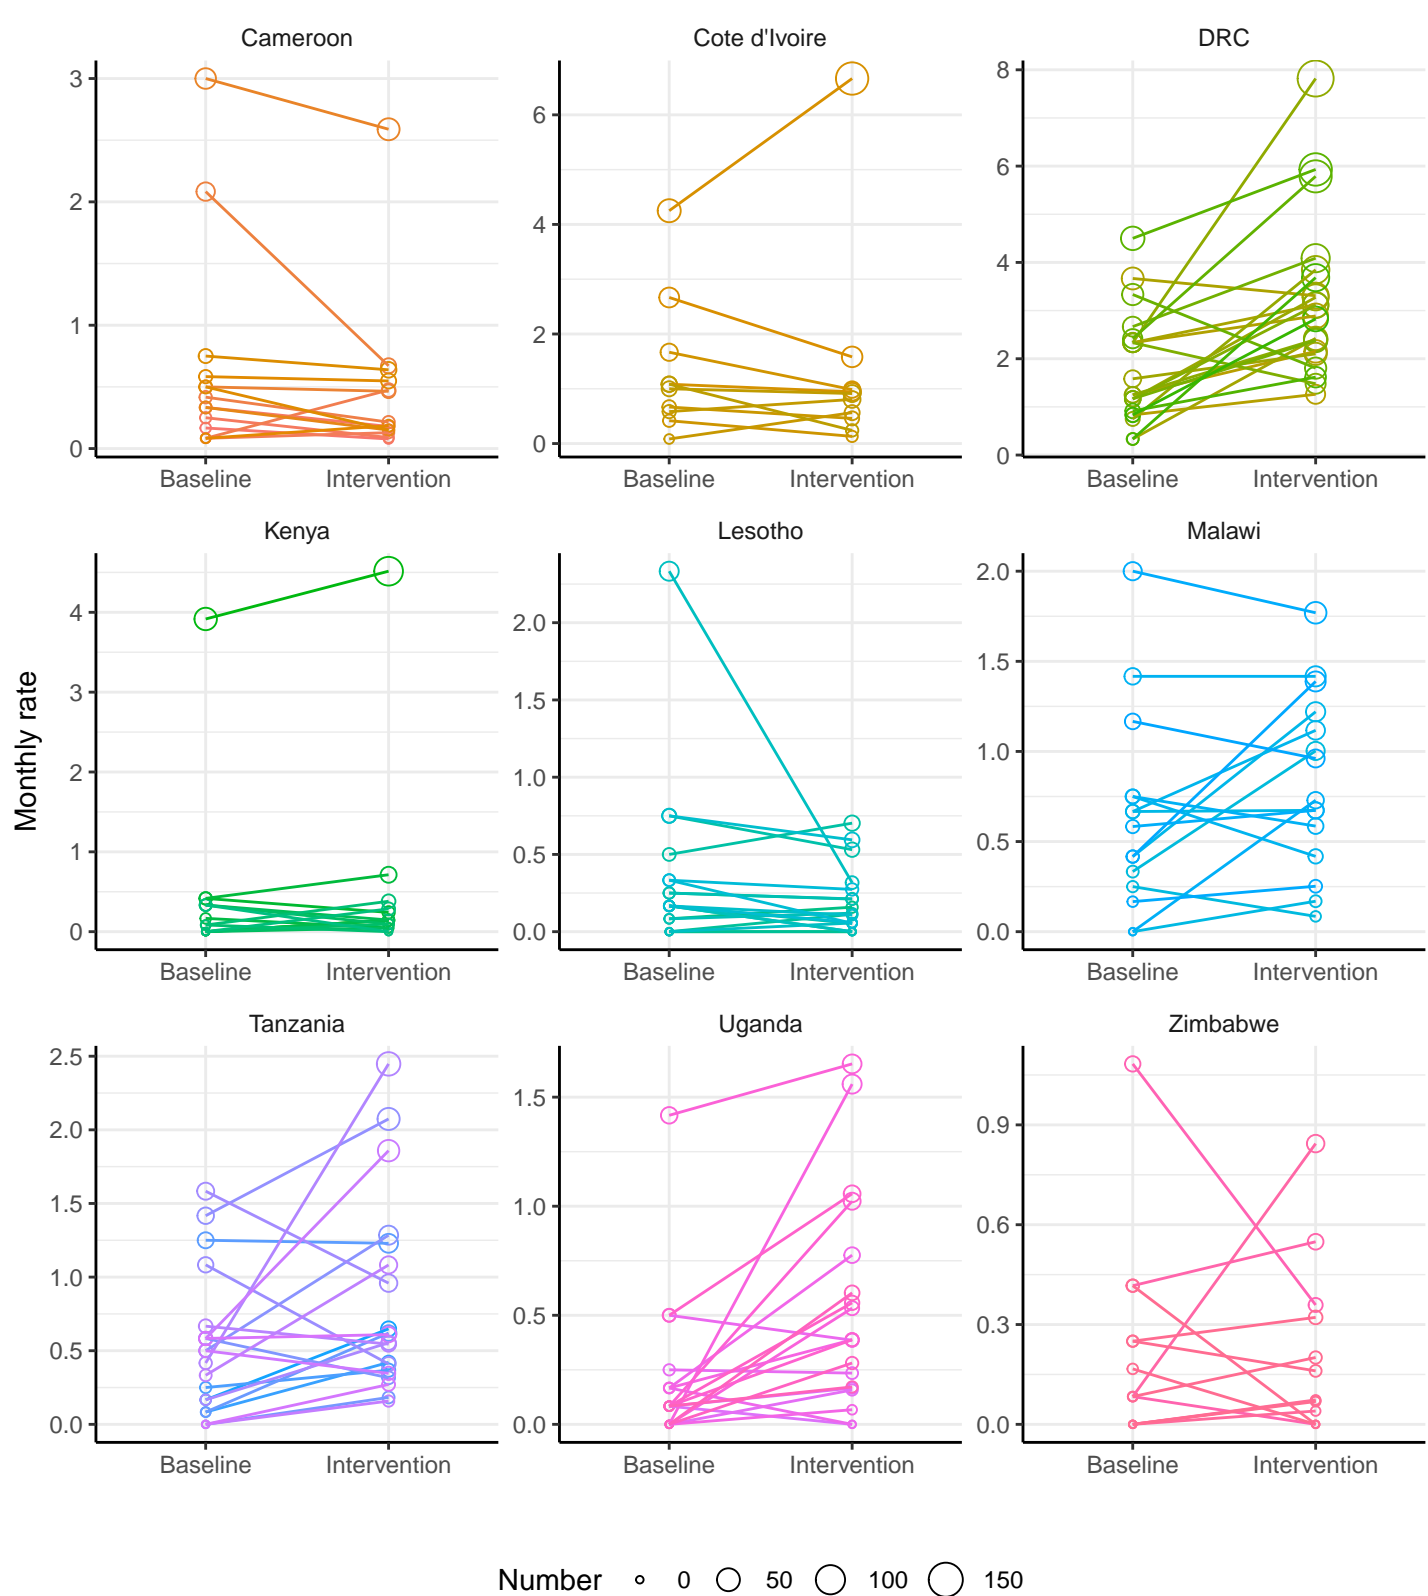 Cameroon
Cote d'Ivoire
DRC
3
2
1
0
Baseline
Intervention
6
4
2
0
Baseline
Intervention
8
6
4
2
0
Baseline
Intervention
Monthly rate
Kenya
Lesotho
Malawi
4
3
2
1
0
Baseline
Intervention
2.0
1.5
1.0
0.5
0.0
Baseline
Intervention
2.0
1.5
1.0
0.5
0.0
Baseline
Intervention
Tanzania
Uganda
Zimbabwe
2.5
2.0
1.5
1.0
0.5
0.0
Baseline
Intervention
1.5
1.0
0.5
0.0
Baseline
Intervention
0.9
0.6
0.3
0.0
Baseline
Intervention
Number 0 50 100 150